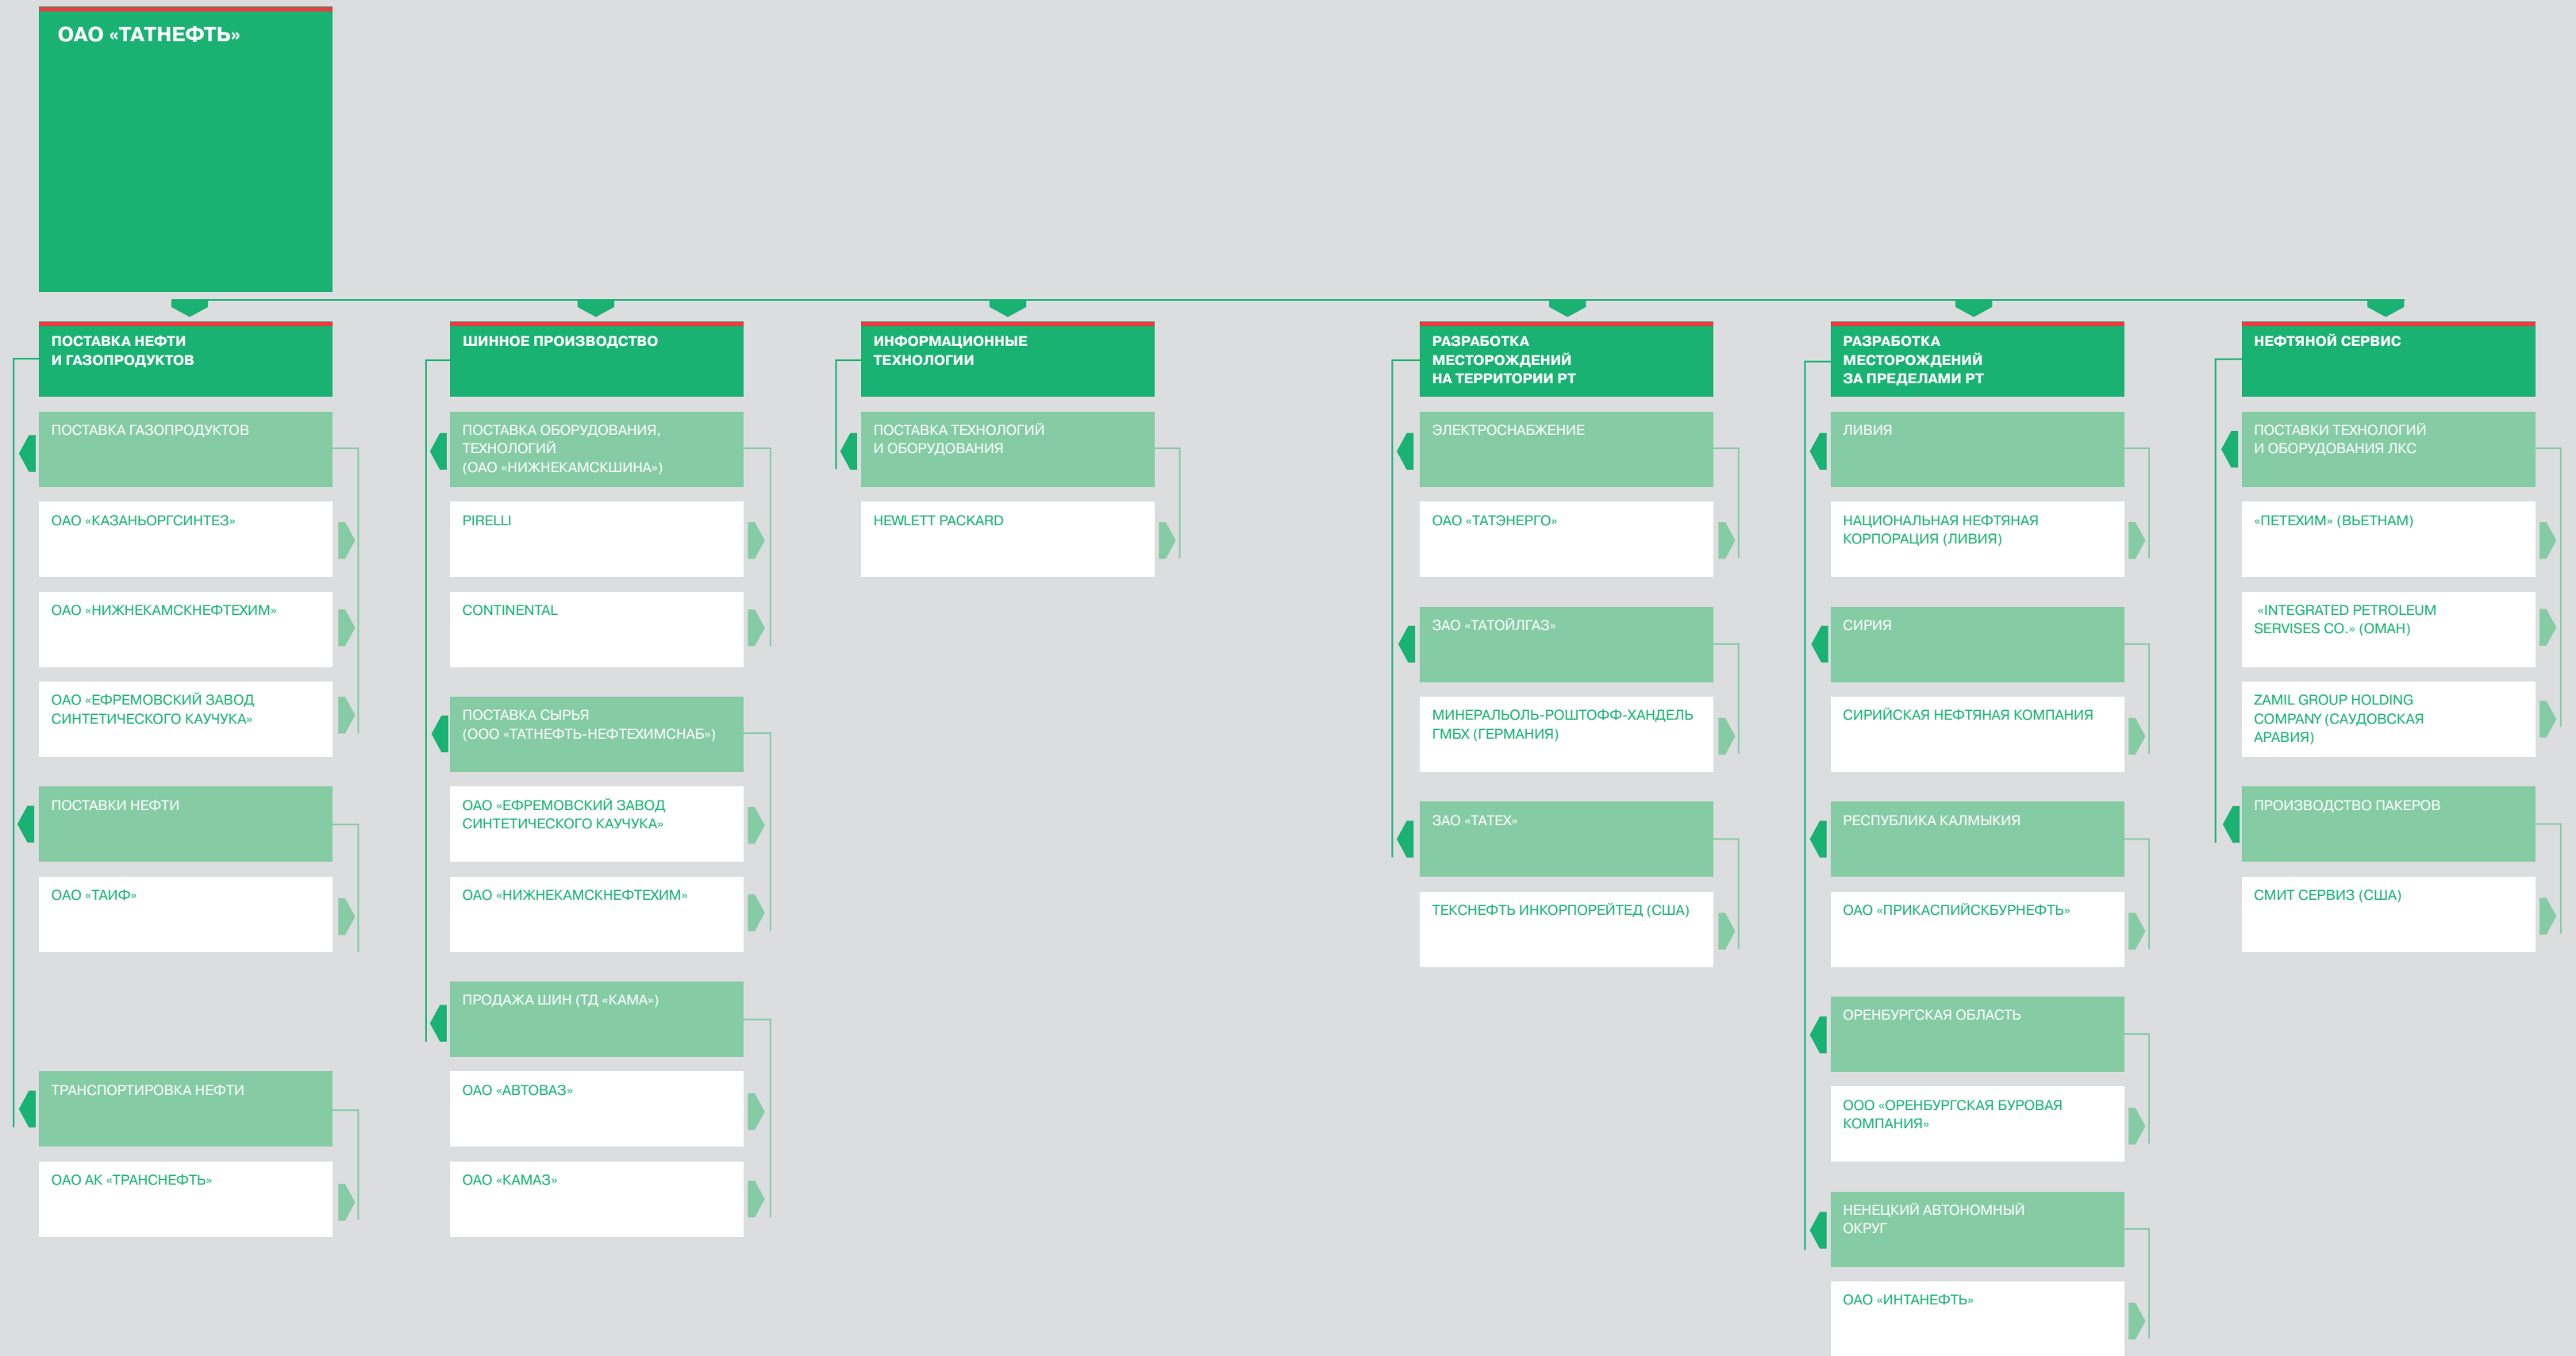 ОАО «ТАТНЕФТЬ»
ПОСТАВКА НЕФТИ
И ГАЗОПРОДУКТОВ
ПОСТАВКА ГАЗОПРОДУКТОВ
ОАО «КАЗАНЬОРГСИНТЕЗ»
ОАО «НИЖНЕКАМСКНЕФТЕХИМ»
ОАО «ЕФРЕМОВСКИЙ ЗАВОД
СИНТЕТИЧЕСКОГО КАУЧУКА»
ПОСТАВКИ НЕФТИ
ОАО «ТАИФ»
ТРАНСПОРТИРОВКА НЕФТИ
ОАО АК «ТРАНСНЕФТЬ»
ШИННОЕ ПРОИЗВОДСТВО
ПОСТАВКА ОБОРУДОВАНИЯ,
ТЕХНОЛОГИЙ
(ОАО «НИЖНЕКАМСКШИНА»)
PIRELLI
CONTINENTAL
ПОСТАВКА СЫРЬЯ
(ООО «ТАТНЕФТЬ-НЕФТЕХИМСНАБ»)
ОАО «ЕФРЕМОВСКИЙ ЗАВОД
СИНТЕТИЧЕСКОГО КАУЧУКА»
ОАО «НИЖНЕКАМСКНЕФТЕХИМ»
ПРОДАЖА ШИН (ТД «КАМА»)
ОАО «АВТОВАЗ»
ОАО «КАМАЗ»
ИНФОРМАЦИОННЫЕ
ТЕХНОЛОГИИ
ПОСТАВКА ТЕХНОЛОГИЙ
И ОБОРУДОВАНИЯ
HEWLETT PACKARD
РАЗРАБОТКА
МЕСТОРОЖДЕНИЙ
НА ТЕРРИТОРИИ РТ
ЭЛЕКТРОСНАБЖЕНИЕ
ОАО «ТАТЭНЕРГО»
ЗАО «ТАТОЙЛГАЗ»
МИНЕРАЛЬОЛЬ-РОШТОФФ-ХАНДЕЛЬ
ГМБХ (ГЕРМАНИЯ)
ЗАО «ТАТЕХ»
ТЕКСНЕФТЬ ИНКОРПОРЕЙТЕД (США)
РАЗРАБОТКА
МЕСТОРОЖДЕНИЙ
ЗА ПРЕДЕЛАМИ РТ
ЛИВИЯ
НАЦИОНАЛЬНАЯ НЕФТЯНАЯ
КОРПОРАЦИЯ (ЛИВИЯ)
СИРИЯ
СИРИЙСКАЯ НЕФТЯНАЯ КОМПАНИЯ
РЕСПУБЛИКА КАЛМЫКИЯ
ОАО «ПРИКАСПИЙСКБУРНЕФТЬ»
ОРЕНБУРГСКАЯ ОБЛАСТЬ
ООО «ОРЕНБУРГСКАЯ БУРОВАЯ
КОМПАНИЯ»
НЕНЕЦКИЙ АВТОНОМНЫЙ
ОКРУГ
ОАО «ИНТАНЕФТЬ»
НЕФТЯНОЙ СЕРВИС
ПОСТАВКИ ТЕХНОЛОГИЙ
И ОБОРУДОВАНИЯ ЛКС
«ПЕТЕХИМ» (ВЬЕТНАМ)
«INTEGRATED PETROLEUM
SERVISES CO.» (ОМАН)
ZAMIL GROUP HOLDING
COMPANY (САУДОВСКАЯ
АРАВИЯ)
ПРОИЗВОДСТВО ПАКЕРОВ
СМИТ СЕРВИЗ (США)